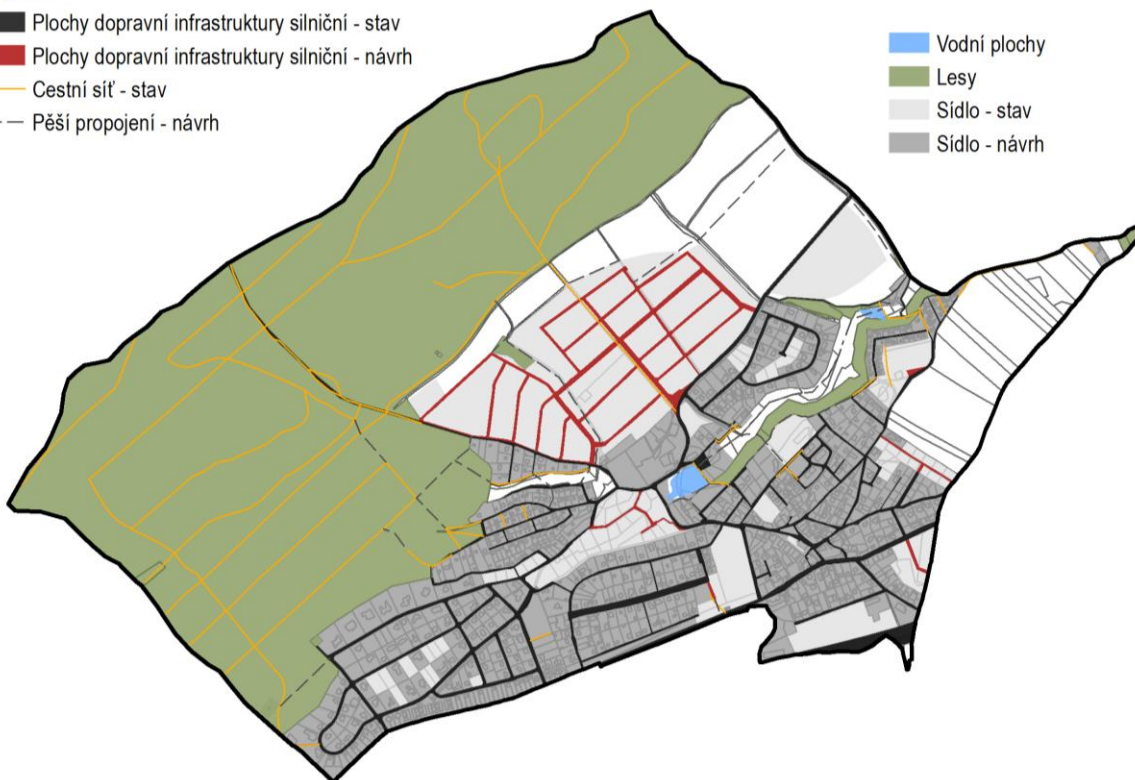 Plochy dopravní infrastruktury silniční - stav
Plochy dopravní infrastruktury silniční - návrh
Cestní síť - stav
Pěší propojení - návrh
Vodní plochy
Lesy
Sídlo - stav
Sídlo - návrh